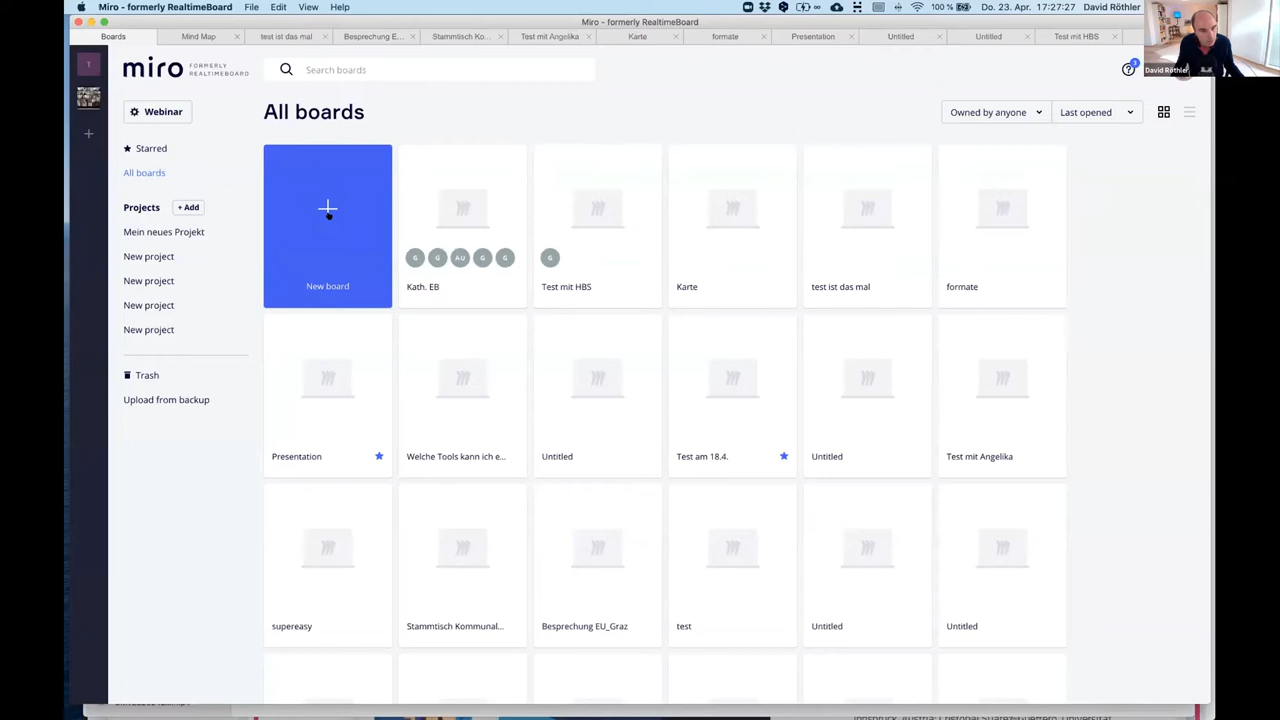 Miro - formerly RealtimeBoard File Edit View Help
100 % Do. 23. Apr. 17:27:27 David Röthler
Miro - formerly RealtimeBoard
Boards Mind Map test ist das mal Besprechung E... Stammtisch Ko... Test mit Angelika Karte formate Presentation Untitled Untitled Test mit HBS
David Röthler
T
miro FORMERLY REALTIMEBOARD
Search boards
3
Webinar
All boards
Owned by anyone Last opened
Starred
All boards
Projects + Add
Mein neues Projekt
New project
New project
New project
New project
Trash
Upload from backup
New board
G G AU G G
Kath. EB
G
Test mit HBS
Karte
test ist das mal
formate
Presentation
Welche Tools kann ich e...
Untitled
Test am 18.4.
Untitled
Test mit Angelika
supereasy
Stammtisch Kommunal...
Besprechung EU_Graz
test
Untitled
Untitled